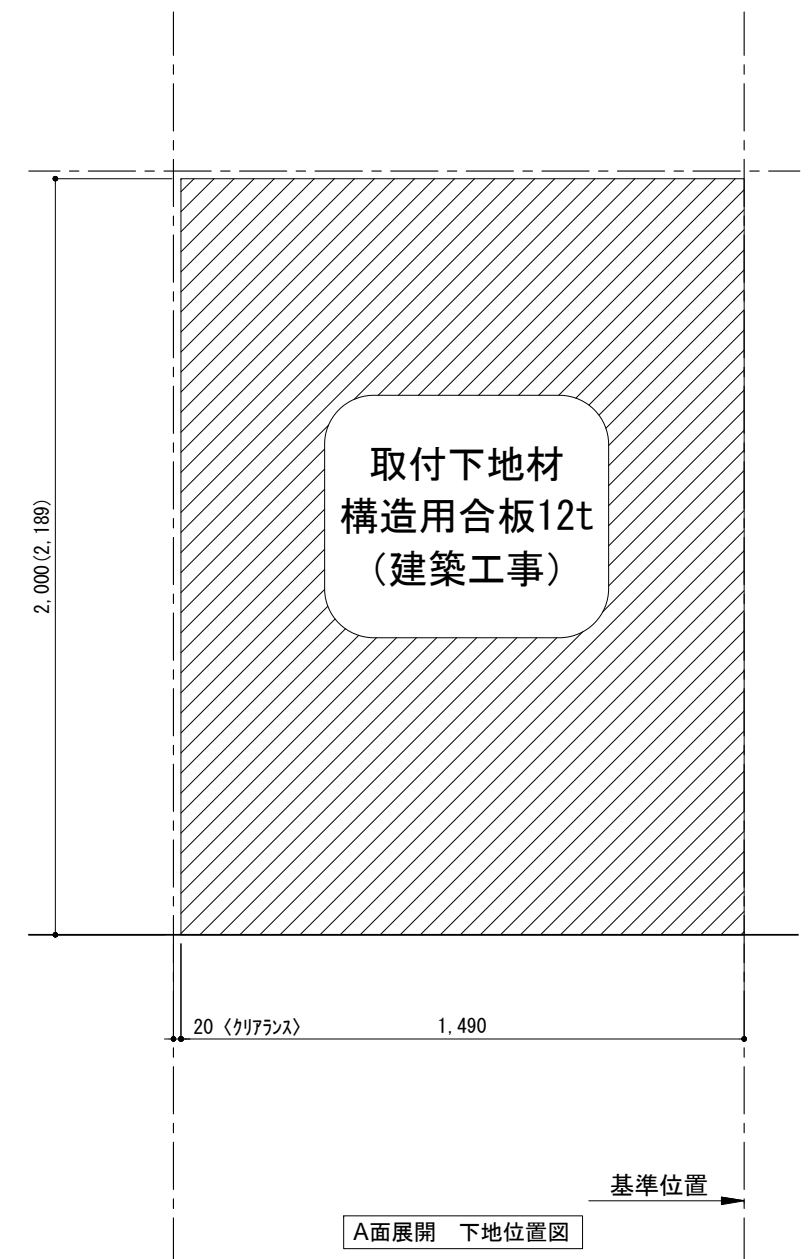 取付下地材
構造用合板12t
（建築工事）
2,000(2,189)
20〈ｸﾘｱﾗﾝｽ〉
1,490
基準位置
A面展開　下地位置図